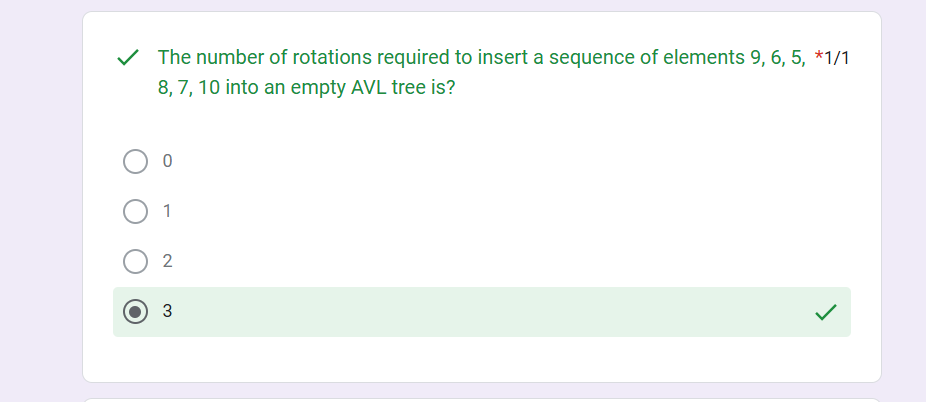 The number of rotations required to insert a sequence of elements 9, 6, 5, *1/1
8, 7, 10 into an empty AVL tree is?
0
1
2
3